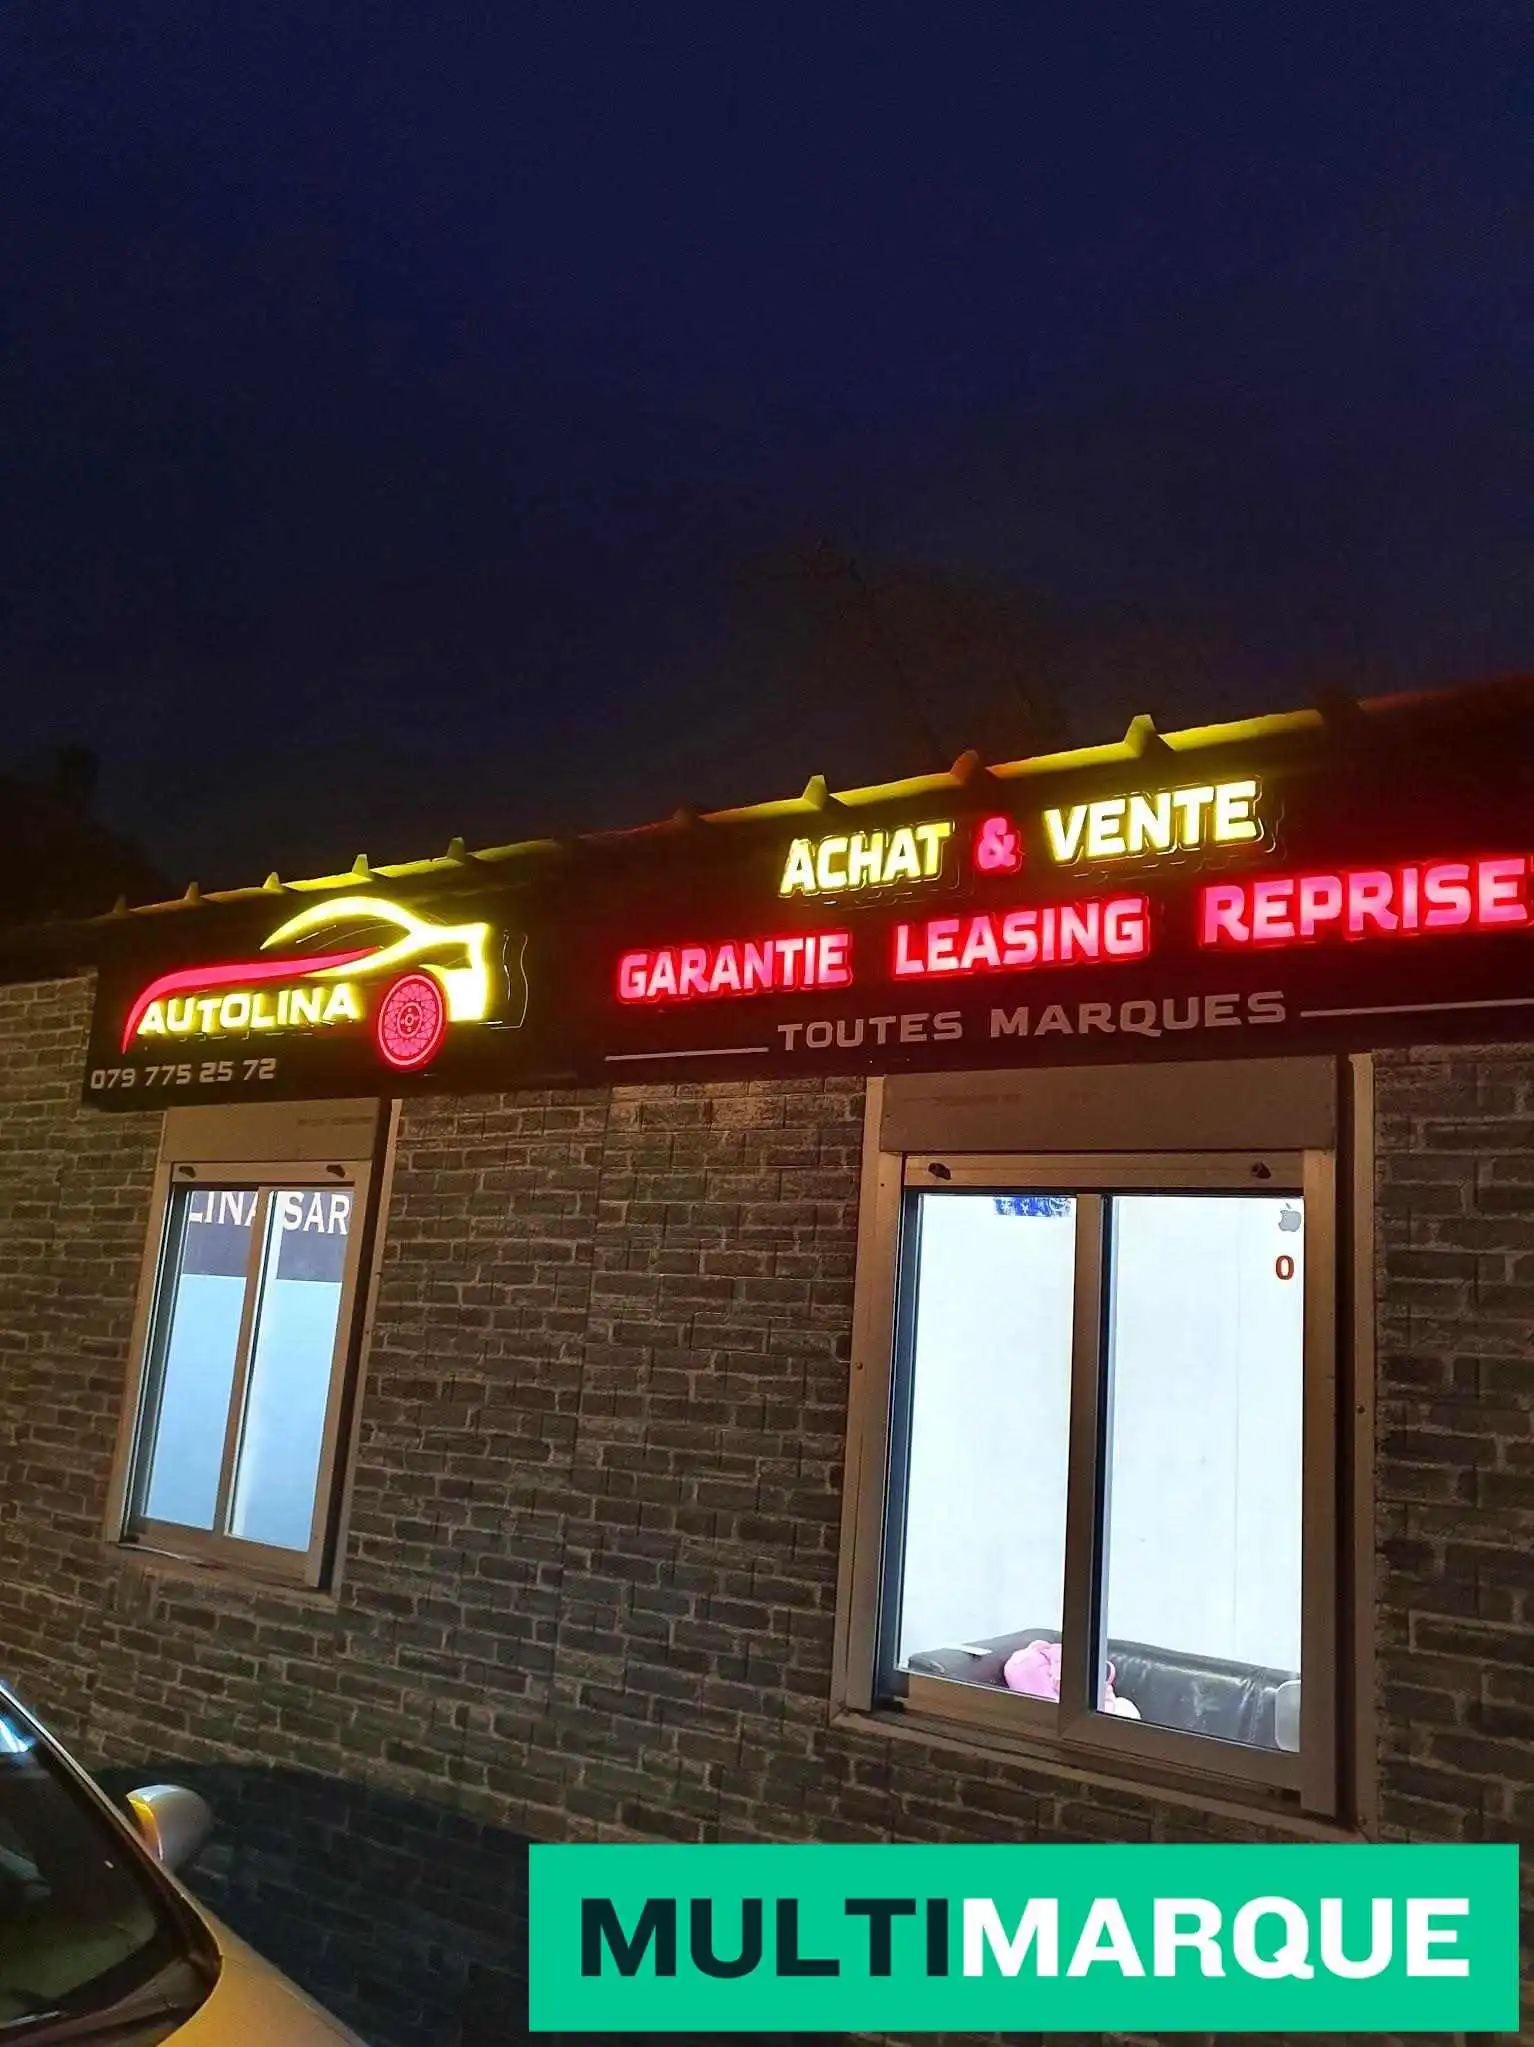 ACHAT & VENTE
GARANTIE LEASING REPRISE
TOUTES MARQUES
AUTOLINA
079 775 25 72
LINA SAR
0
MULTIMARQUE